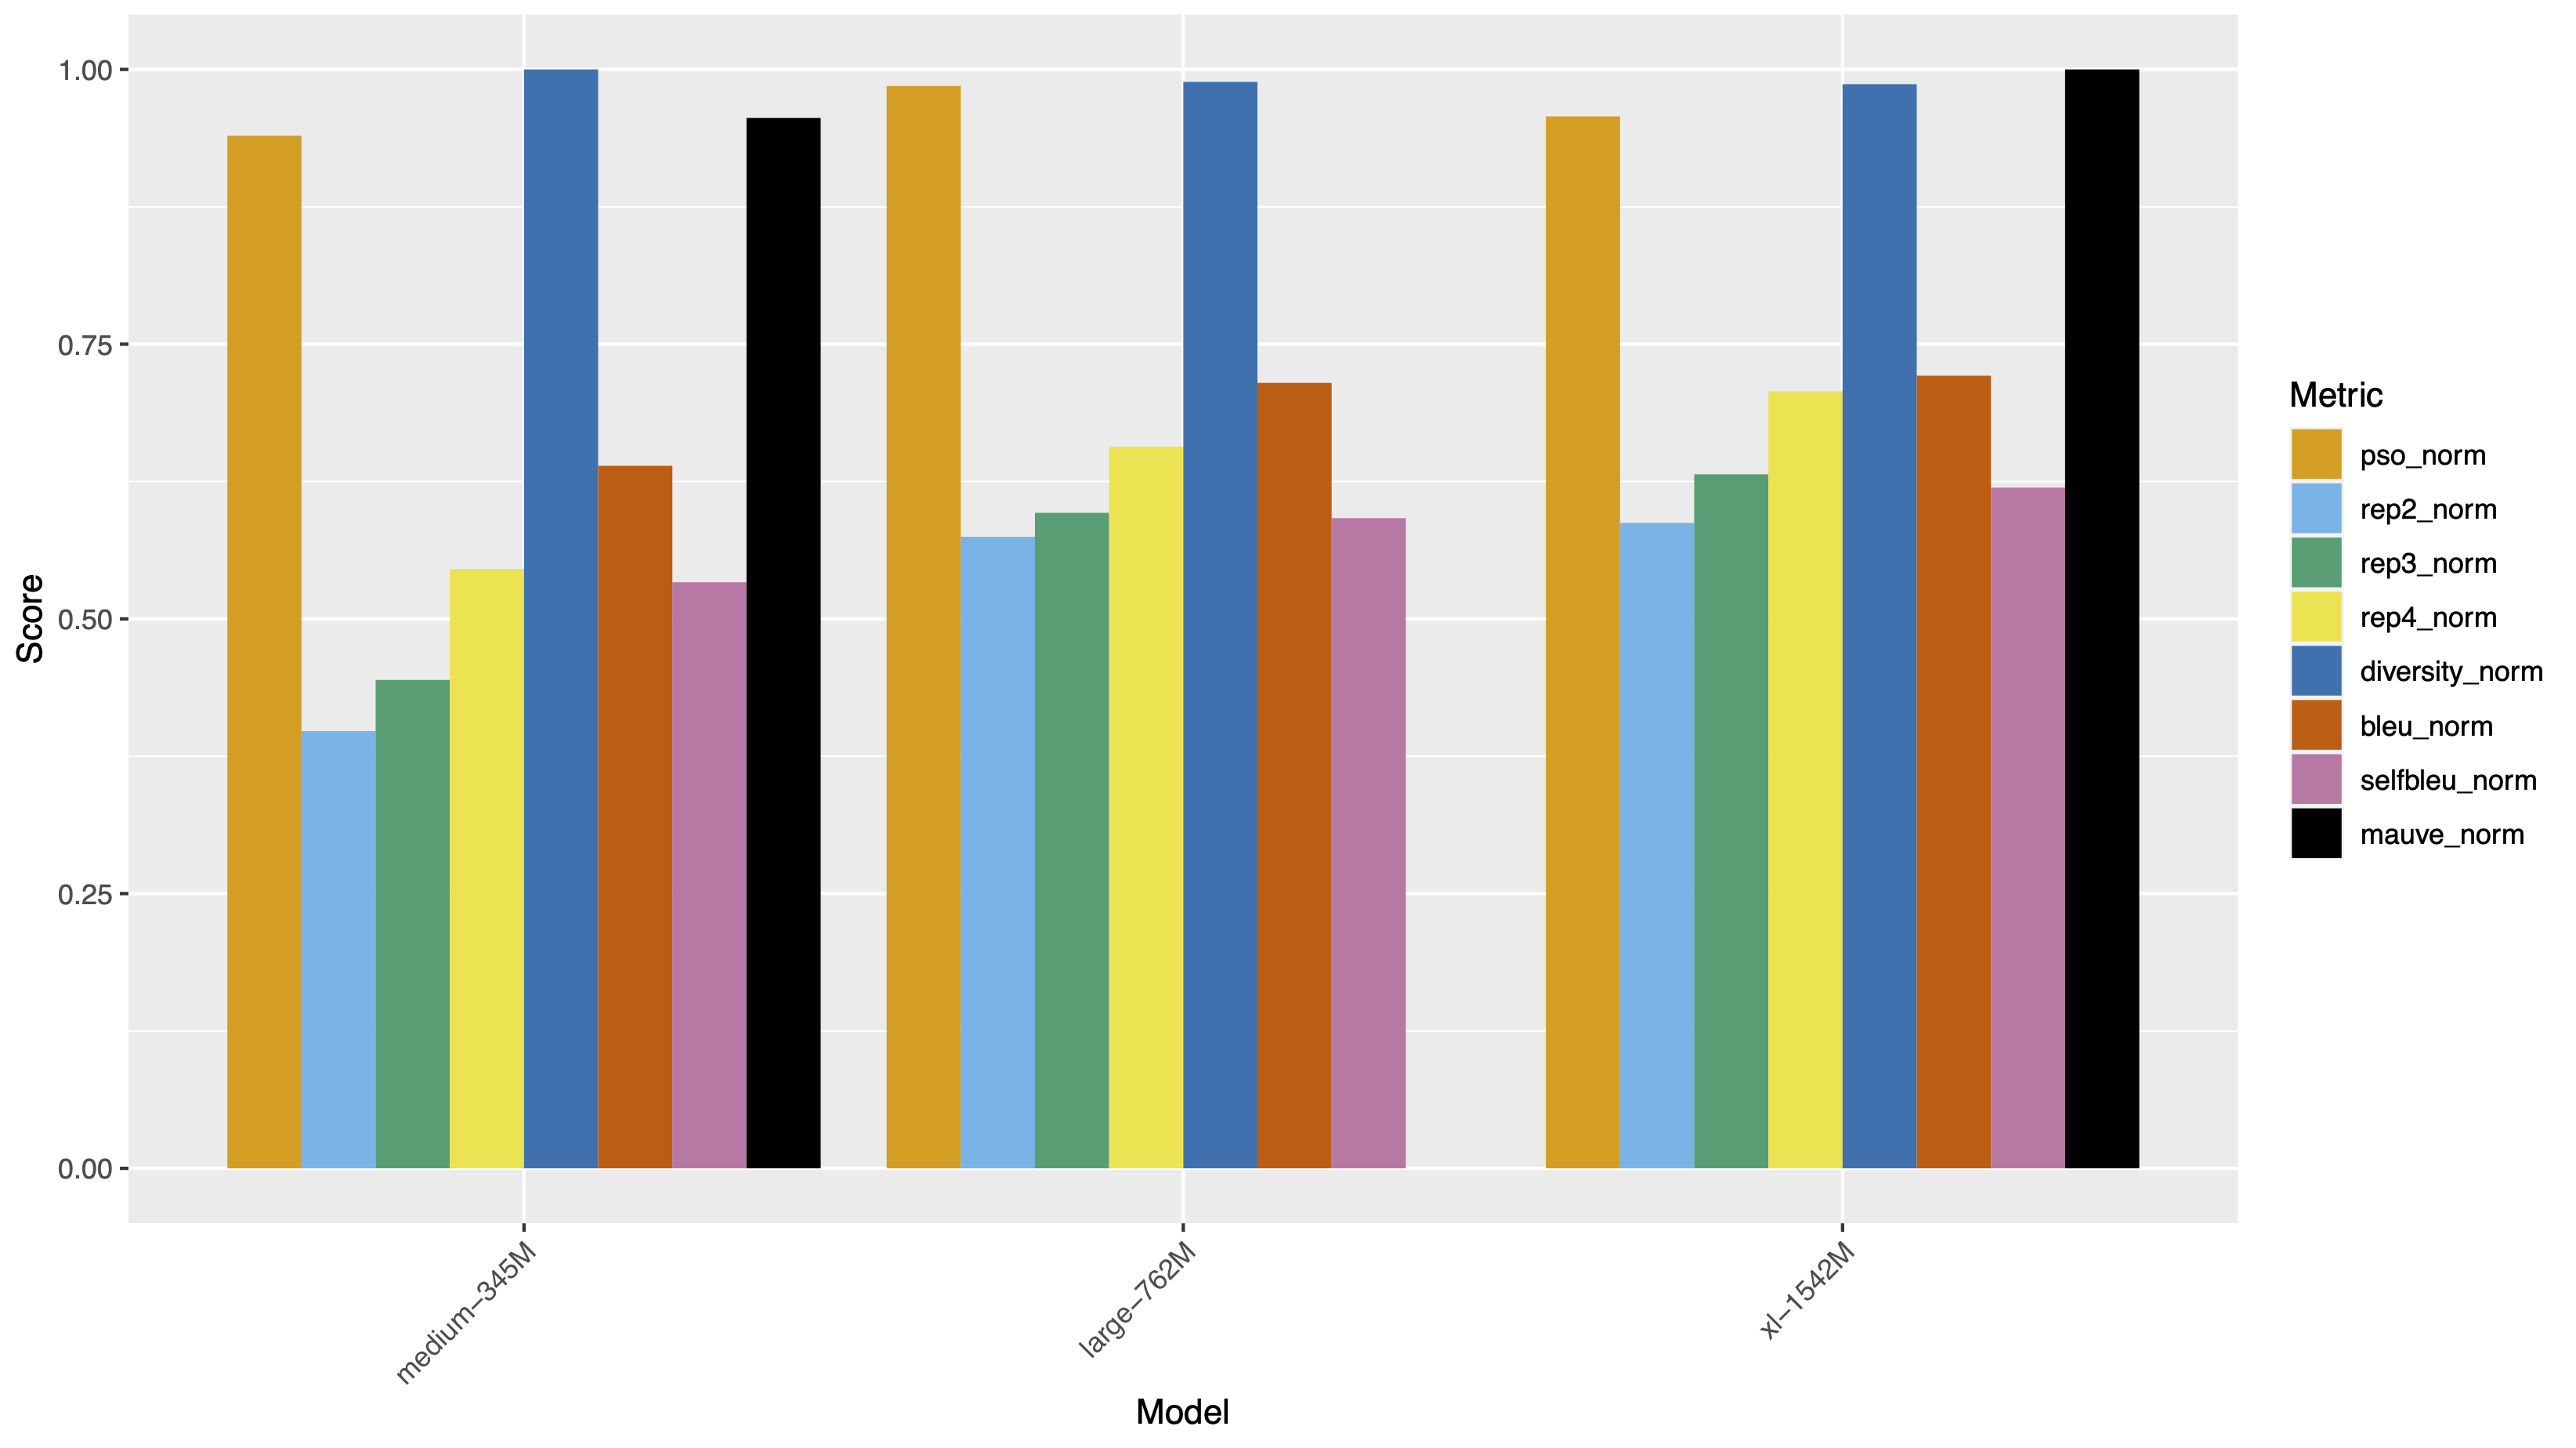 1.00
0.75
0.50
0.25
0.00
Score
medium-345M
large-762M
xl-1542M
Model
Metric
pso_norm
rep2_norm
rep3_norm
rep4_norm
diversity_norm
bleu_norm
selfbleu_norm
mauve_norm